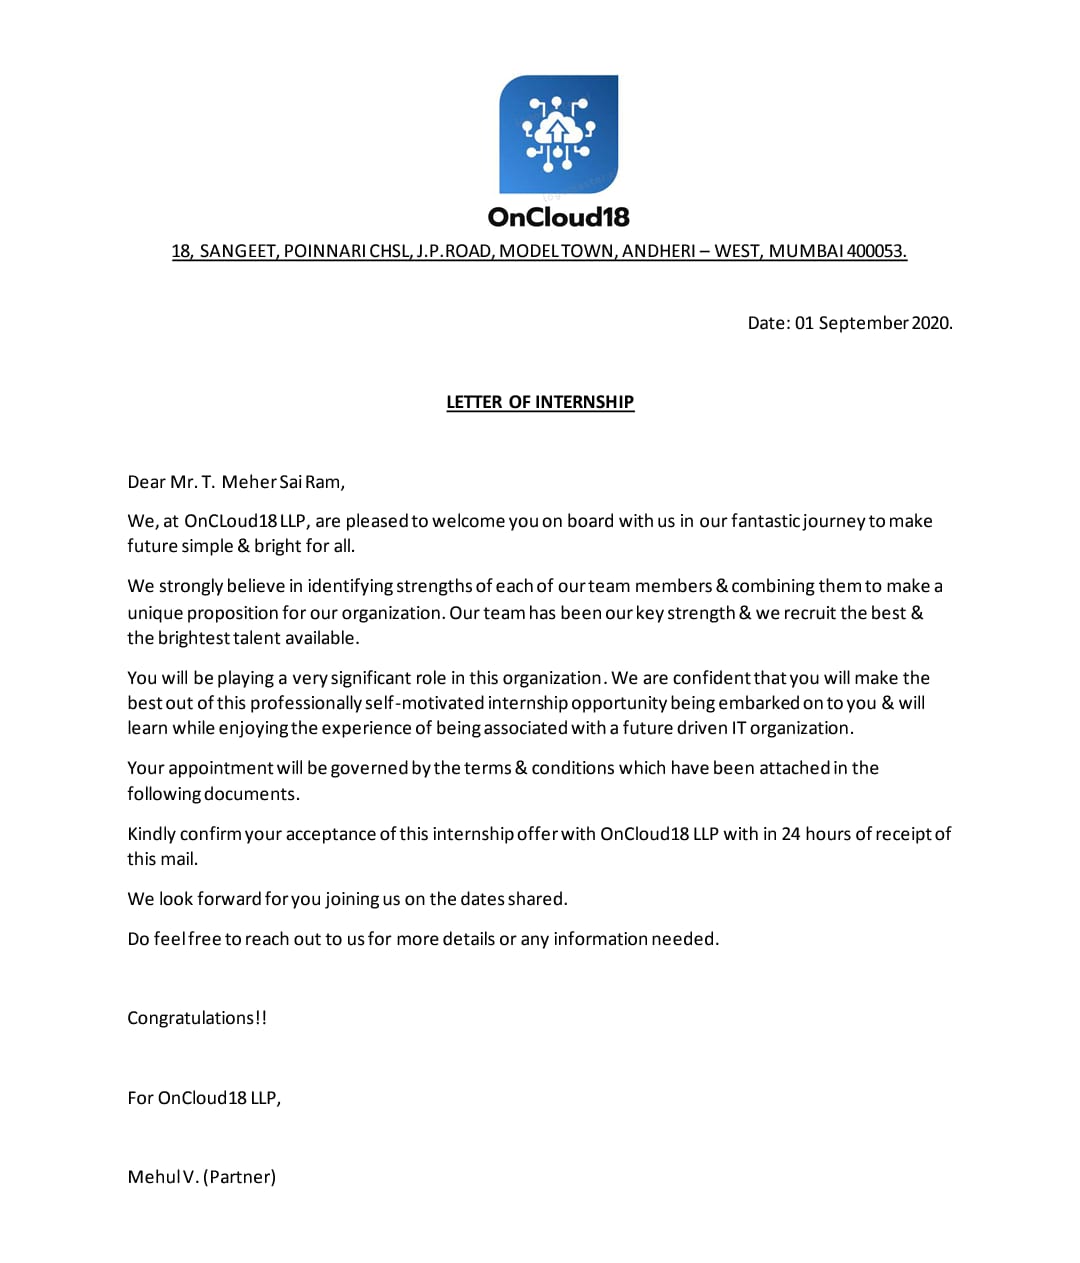 OnCloud18
18, SANGEET, POINNARI CHSL, J.P.ROAD, MODEL TOWN, ANDHERI – WEST, MUMBAI 400053.
Date: 01 September 2020.
LETTER OF INTERNSHIP
Dear Mr. T. Meher Sai Ram,
We, at OnCLoud18 LLP, are pleased to welcome you on board with us in our fantastic journey to make
future simple & bright for all.
We strongly believe in identifying strengths of each of our team members & combining them to make a
unique proposition for our organization. Our team has been our key strength & we recruit the best &
the brightest talent available.
You will be playing a very significant role in this organization. We are confident that you will make the
best out of this professionally self-motivated internship opportunity being embarked on to you & will
learn while enjoying the experience of being associated with a future driven IT organization.
Your appointment will be governed by the terms & conditions which have been attached in the
following documents.
Kindly confirm your acceptance of this internship offer with OnCloud18 LLP with in 24 hours of receipt of
this mail.
We look forward for you joining us on the dates shared.
Do feel free to reach out to us for more details or any information needed.
Congratulations!!
For OnCloud18 LLP,
Mehul V. (Partner)